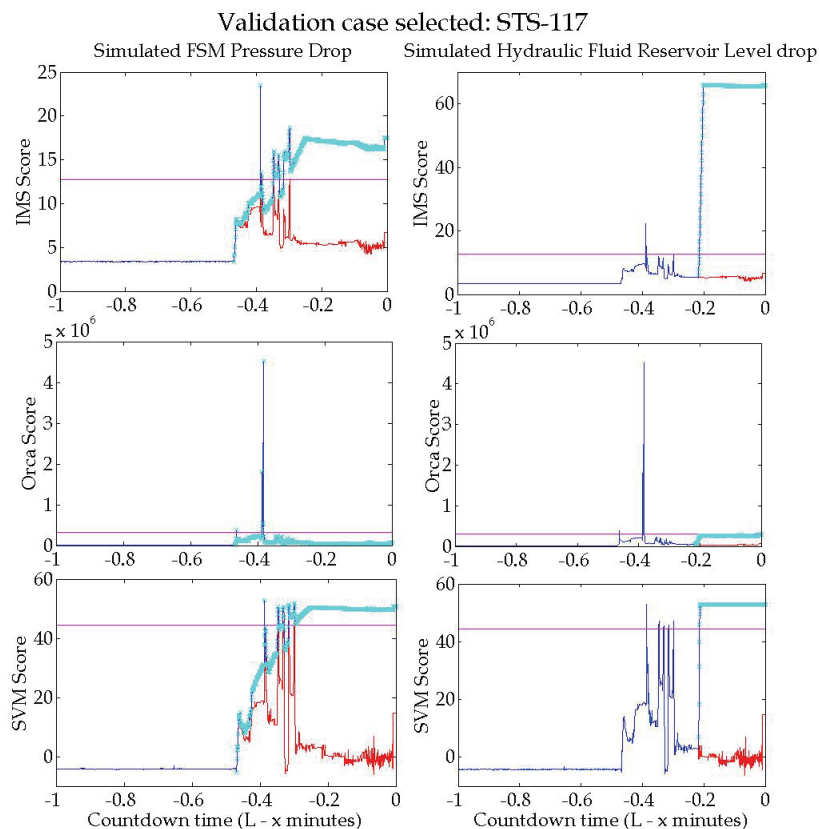 Validation case selected: STS-117
Simulated FSM Pressure Drop
Simulated Hydraulic Fluid Reservoir Level drop
25
20
15
10
5
0
IMS Score
-1 -0.8 -0.6 -0.4 -0.2 0
60
40
20
0
IMS Score
-1 -0.8 -0.6 -0.4 -0.2 0
5 x 10^6
4
3
2
1
0
Orca Score
-1 -0.8 -0.6 -0.4 -0.2 0
5 x 10^6
4
3
2
1
0
Orca Score
-1 -0.8 -0.6 -0.4 -0.2 0
60
40
20
0
SVM Score
-1 -0.8 -0.6 -0.4 -0.2 0
Countdown time (L - x minutes)
60
40
20
0
SVM Score
-1 -0.8 -0.6 -0.4 -0.2 0
Countdown time (L - x minutes)